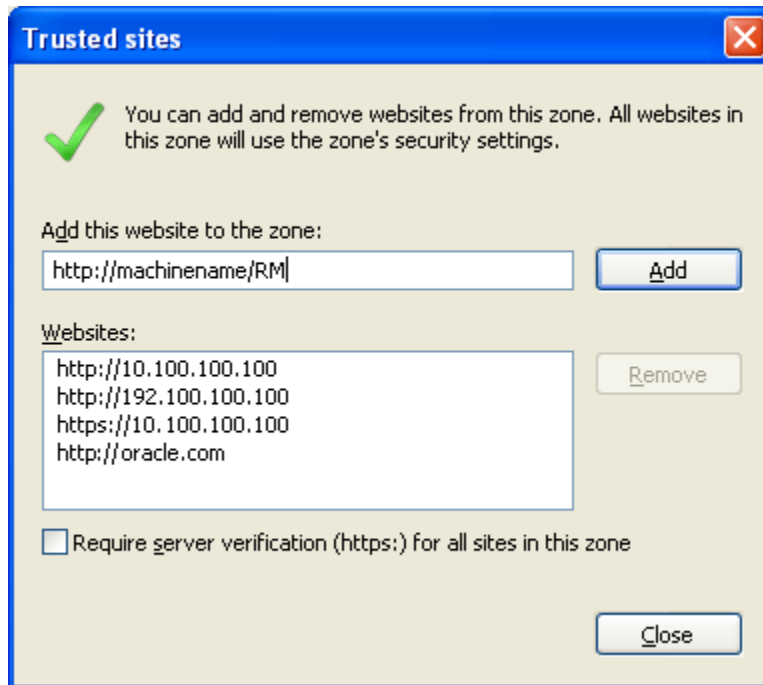 Trusted sites
You can add and remove websites from this zone. All websites in
this zone will use the zone's security settings.
Add this website to the zone:
http://machinename/RM
Add
Websites:
http://10.100.100.100
http://192.100.100.100
https://10.100.100.100
http://oracle.com
Remove
Require server verification (https:) for all sites in this zone
Close